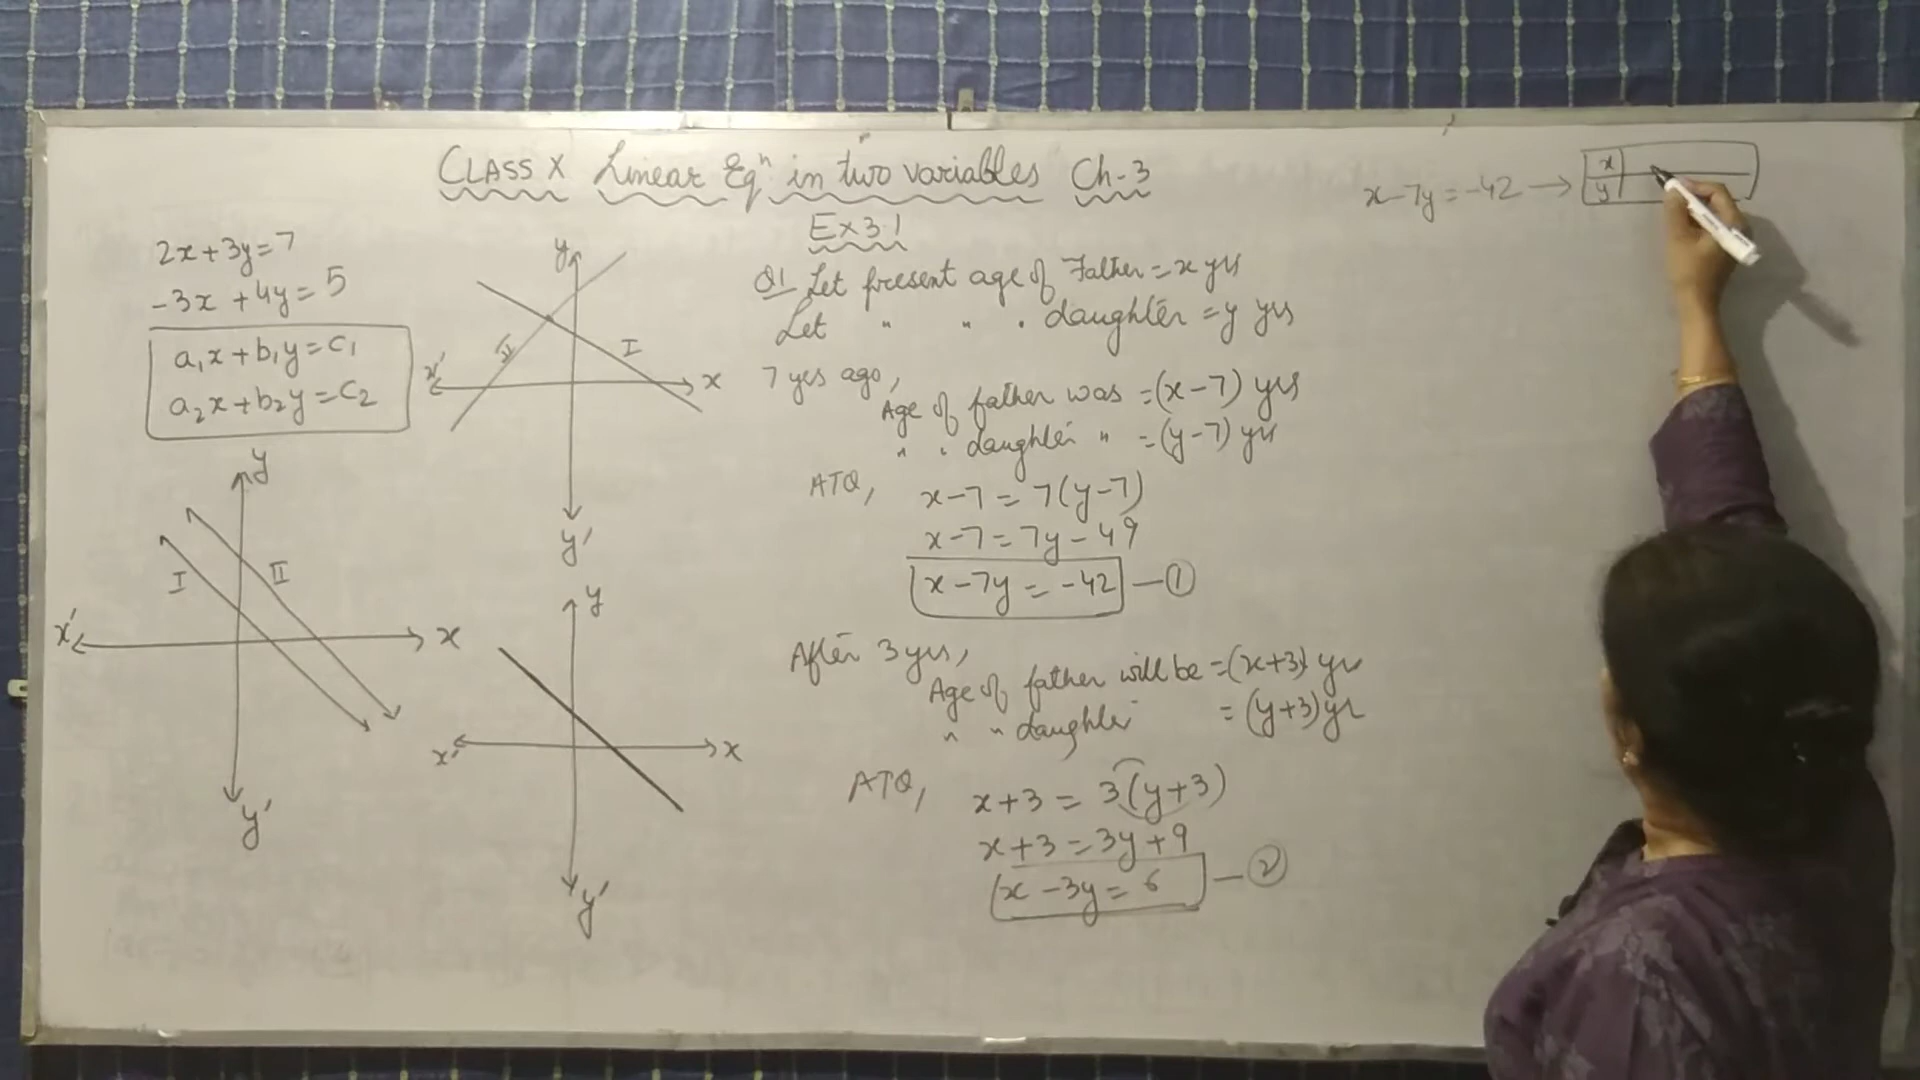 CLASS X Linear Eqⁿ in two variables Ch-3
Ex 3.1
2x+3y=7
-3x+4y=5
a₁x+b₁y=c₁
a₂x+b₂y=c₂
y
I
II
x'
x
y'
y
I
II
x'
x
y'
y
x'
x
y'
Q1 Let present age of Father = x yrs
Let " " . daughter = y yrs
7 yes ago,
Age of father was = (x-7) yrs
" . daughter " = (y-7) yrs
ATQ,
x-7 = 7(y-7)
x-7 = 7y-49
x-7y = -42 — ①
After 3 yrs,
Age of father will be = (x+3) yrs
" " daughter = (y+3) yr
ATQ,
x+3 = 3(y+3)
x+3 = 3y+9
x-3y = 6 — ②
x-7y = -42 →
x
y